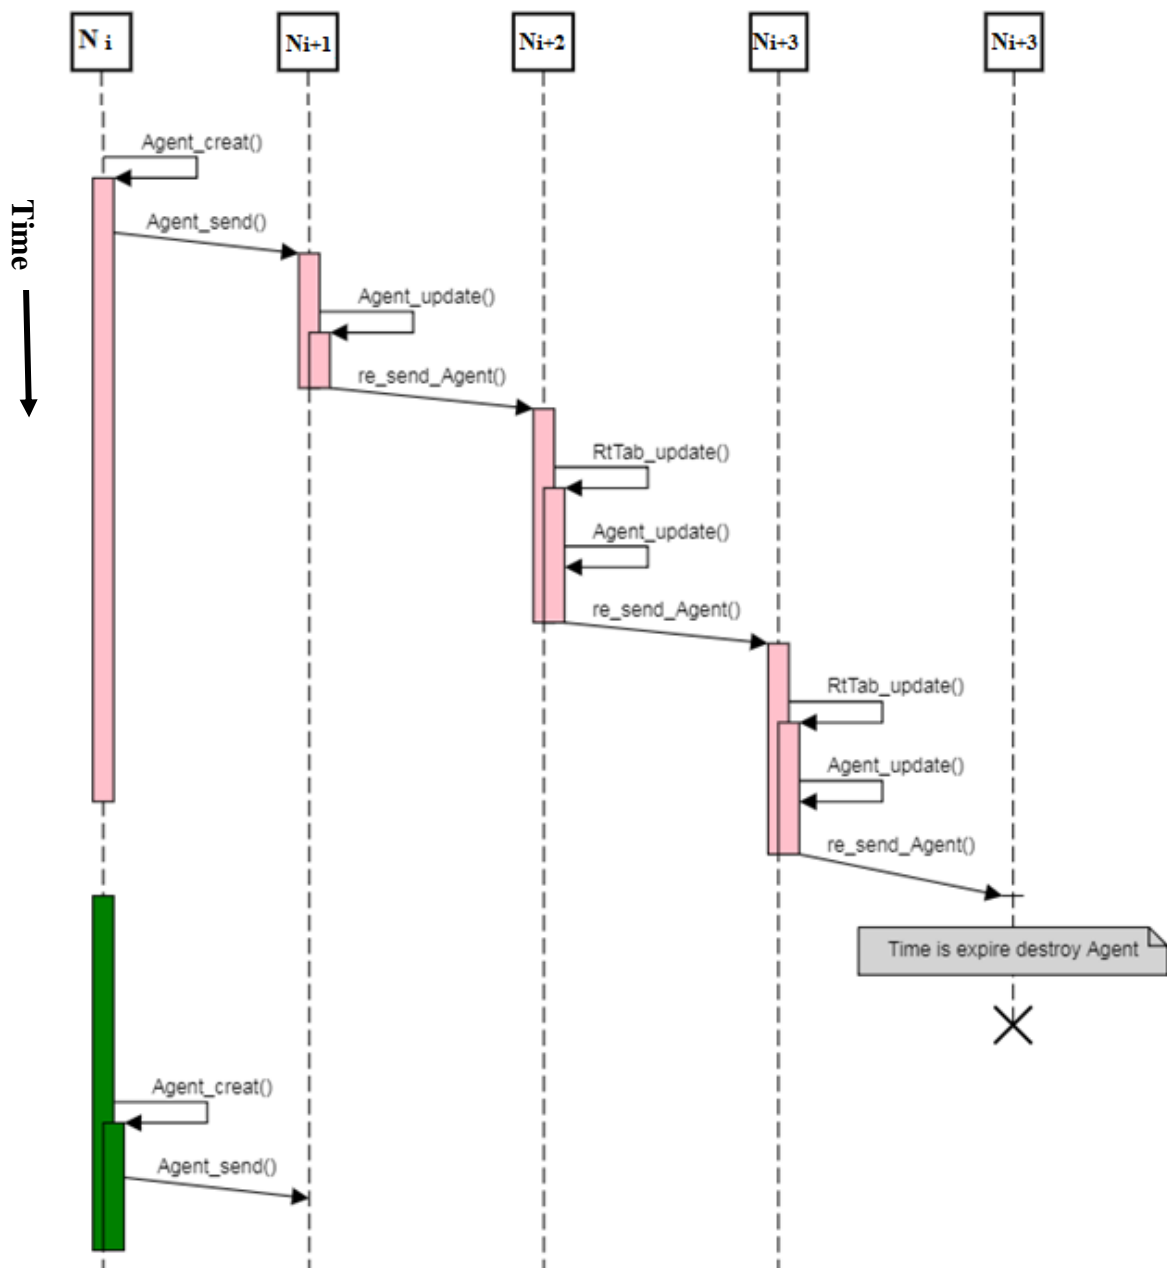 N i
Ni+1
Ni+2
Ni+3
Ni+3
Agent_creat()
Time
Agent_send()
Agent_update()
re_send_Agent()
RtTab_update()
Agent_update()
re_send_Agent()
RtTab_update()
Agent_update()
re_send_Agent()
Time is expire destroy Agent
Agent_creat()
Agent_send()